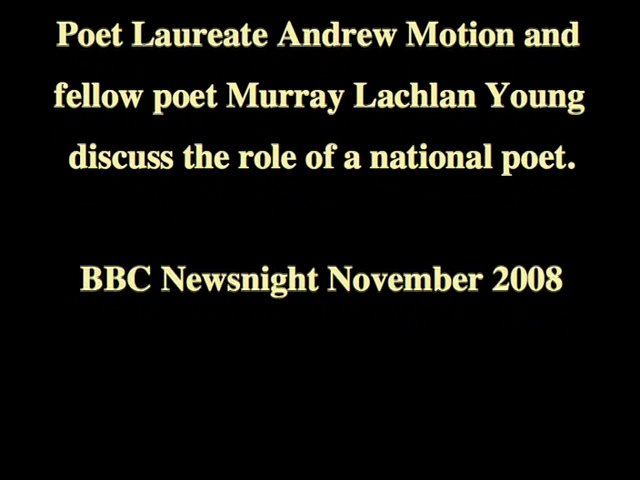 Poet Laureate Andrew Motion and
fellow poet Murray Lachlan Young
discuss the role of a national poet.
BBC Newsnight November 2008